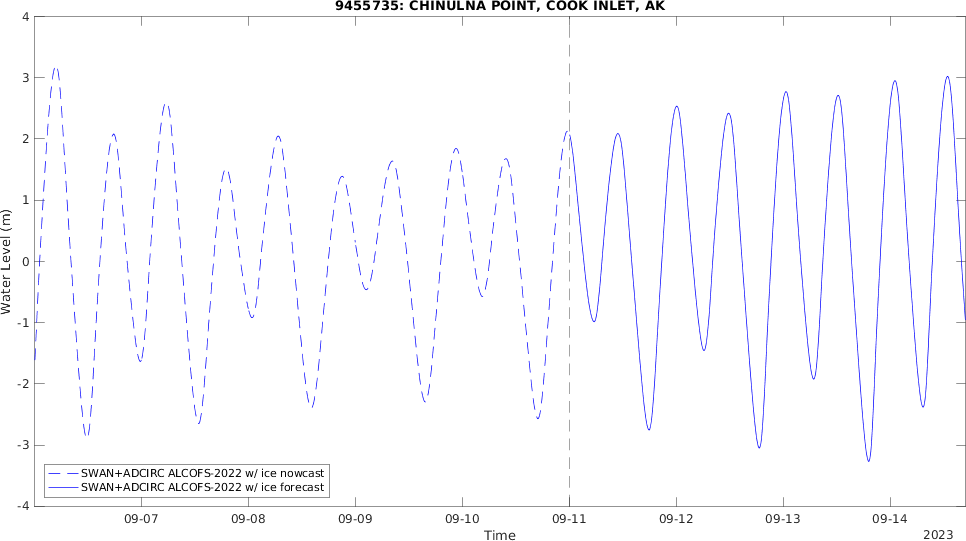 9455735: CHINULNA POINT, COOK INLET, AK
4
3
2
1
0
-1
-2
-3
-4
Water Level (m)
SWAN+ADCIRC ALCOFS-2022 w/ ice nowcast
SWAN+ADCIRC ALCOFS-2022 w/ ice forecast
09-07 09-08 09-09 09-10 09-11 09-12 09-13 09-14
Time
2023